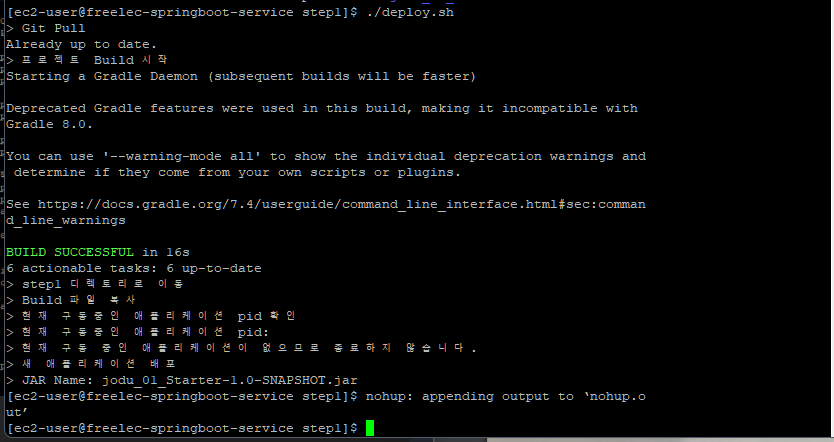 [ec2-user@freelec-springboot-service step1]$ ./deploy.sh
> Git Pull
Already up to date.
> 프로젝트 Build 시작
Starting a Gradle Daemon (subsequent builds will be faster)
Deprecated Gradle features were used in this build, making it incompatible with
Gradle 8.0.
You can use '--warning-mode all' to show the individual deprecation warnings and
 determine if they come from your own scripts or plugins.
See https://docs.gradle.org/7.4/userguide/command_line_interface.html#sec:comman
d_line_warnings
BUILD SUCCESSFUL in 16s
6 actionable tasks: 6 up-to-date
> step1 디렉토리로 이동
> Build 파일 복사
> 현재 구동중인 애플리케이션 pid 확인
> 현재 구동중인 애플리케이션 pid:
> 현재 구동 중인 애플리케이션이 없으므로 종료하지 않습니다.
> 새 애플리케이션 배포
> JAR Name: jodu_01_Starter-1.0-SNAPSHOT.jar
[ec2-user@freelec-springboot-service step1]$ nohup: appending output to ‘nohup.o
ut’
[ec2-user@freelec-springboot-service step1]$